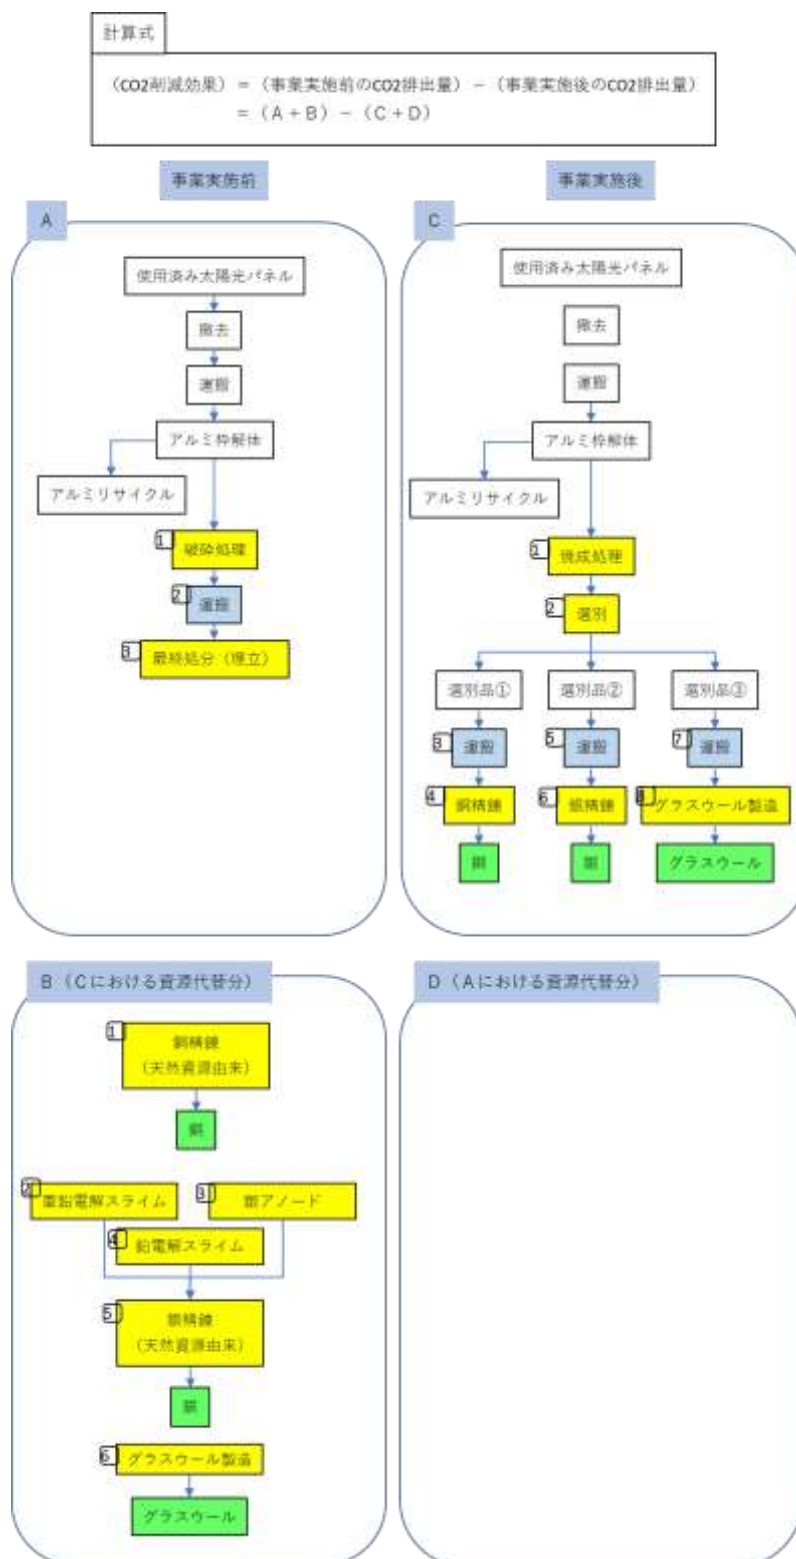 計算式
(CO2削減効果) = (事業実施前のCO2排出量) - (事業実施後のCO2排出量)
= (A+B) - (C+D)
事業実施前
事業実施後
A
使用済み太陽光パネル
撤去
運搬
アルミ枠解体
アルミリサイクル
1
破砕処理
2
運搬
3
最終処分(埋立)
C
使用済み太陽光パネル
撤去
運搬
アルミ枠解体
アルミリサイクル
1
焼成処理
2
選別
選別品①
選別品②
選別品③
3
運搬
5
運搬
7
運搬
4
銅精錬
6
銀精錬
8
グラスウール製造
銅
銀
グラスウール
B(Cにおける資源代替分)
1
銅精錬
(天然資源由来)
銅
2
亜鉛電解スライム
3
銀アノード
4
鉛電解スライム
5
銀精錬
(天然資源由来)
銀
6
グラスウール製造
グラスウール
D(Aにおける資源代替分)